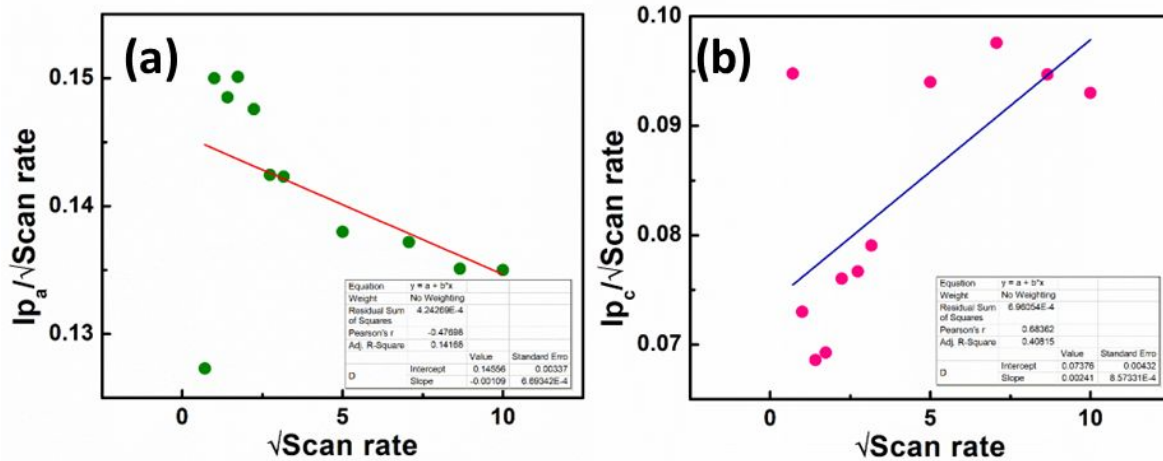 (a)
Ipa/√Scan rate
0.15
0.14
0.13
0
5
10
√Scan rate
Equation y = a + b*x
Weight No Weighting
Residual Sum of Squares 4.24269E-4
Pearson's r -0.47698
Adj. R-Square 0.14168
Value Standard Erro
D Intercept 0.14556 0.00337
Slope -0.00109 6.69342E-4
(b)
Ipc/√Scan rate
0.10
0.09
0.08
0.07
0
5
10
√Scan rate
Equation y = a + b*x
Weight No Weighting
Residual Sum of Squares 6.96054E-4
Pearson's r 0.68362
Adj. R-Square 0.40815
Value Standard Erro
D Intercept 0.07376 0.00432
Slope 0.00241 8.57331E-4